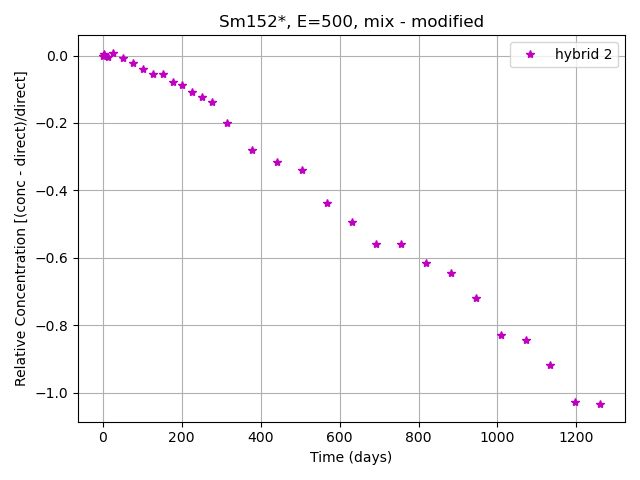 Sm152*, E=500, mix - modified
hybrid 2
0.0
−0.2
−0.4
−0.6
−0.8
−1.0
Relative Concentration [(conc - direct)/direct]
0 200 400 600 800 1000 1200
Time (days)